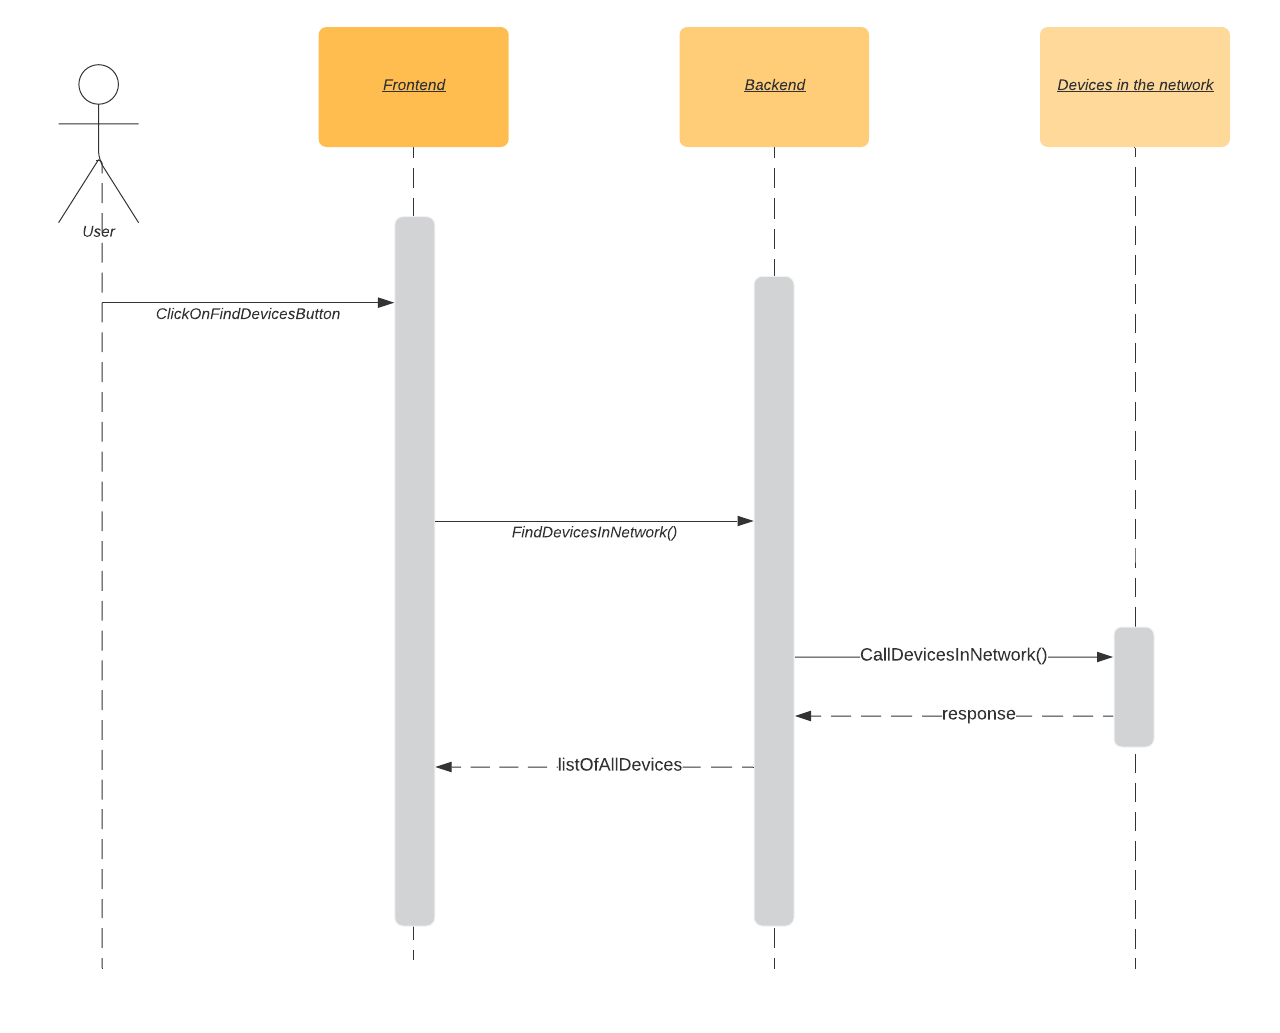 Frontend
Backend
Devices in the network
User
ClickOnFindDevicesButton
FindDevicesInNetwork()
CallDevicesInNetwork()
response
listOfAllDevices